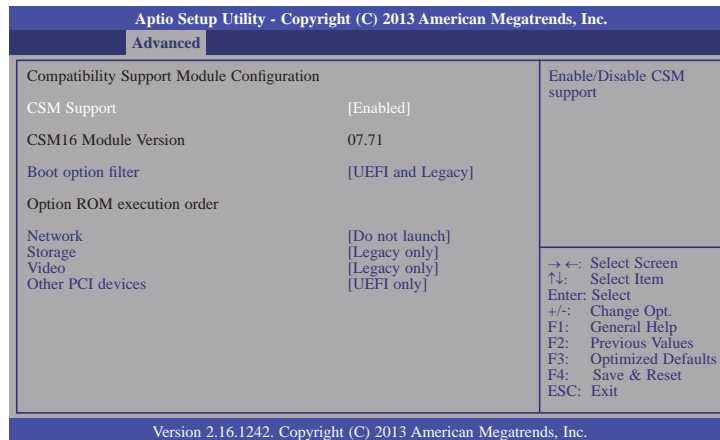 Aptio Setup Utility - Copyright (C) 2013 American Megatrends, Inc.
Advanced
Compatibility Support Module Configuration
CSM Support [Enabled]
CSM16 Module Version 07.71
Boot option filter [UEFI and Legacy]
Option ROM execution order
Network [Do not launch]
Storage [Legacy only]
Video [Legacy only]
Other PCI devices [UEFI only]
Enable/Disable CSM
support
→ ←: Select Screen
↑↓: Select Item
Enter: Select
+/-: Change Opt.
F1: General Help
F2: Previous Values
F3: Optimized Defaults
F4: Save & Reset
ESC: Exit
Version 2.16.1242. Copyright (C) 2013 American Megatrends, Inc.